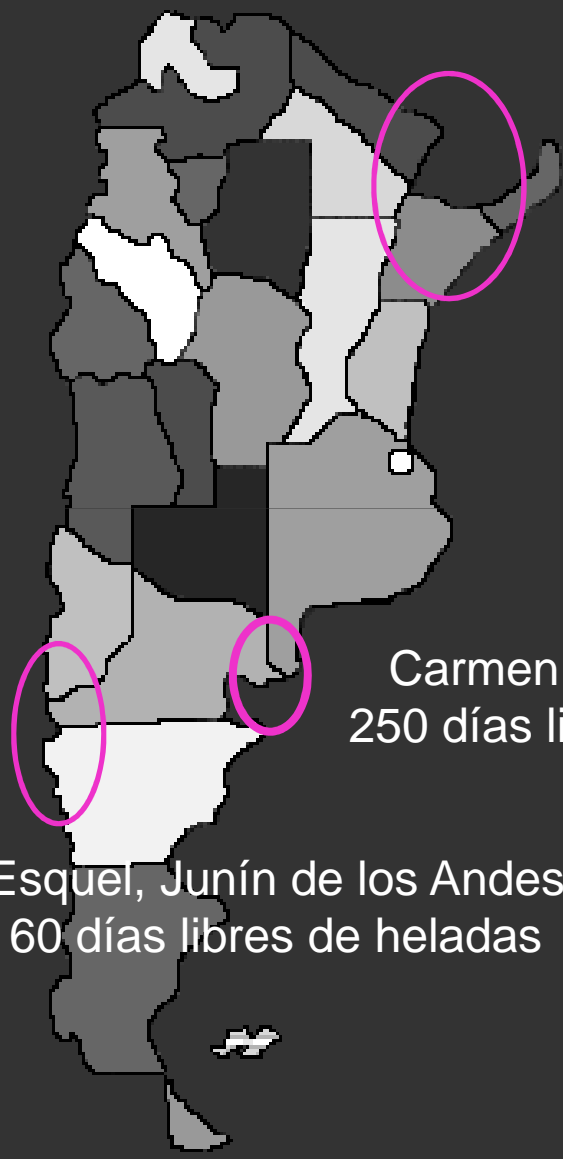 Carmen
250 días li
Esquel, Junín de los Andes
60 días libres de heladas